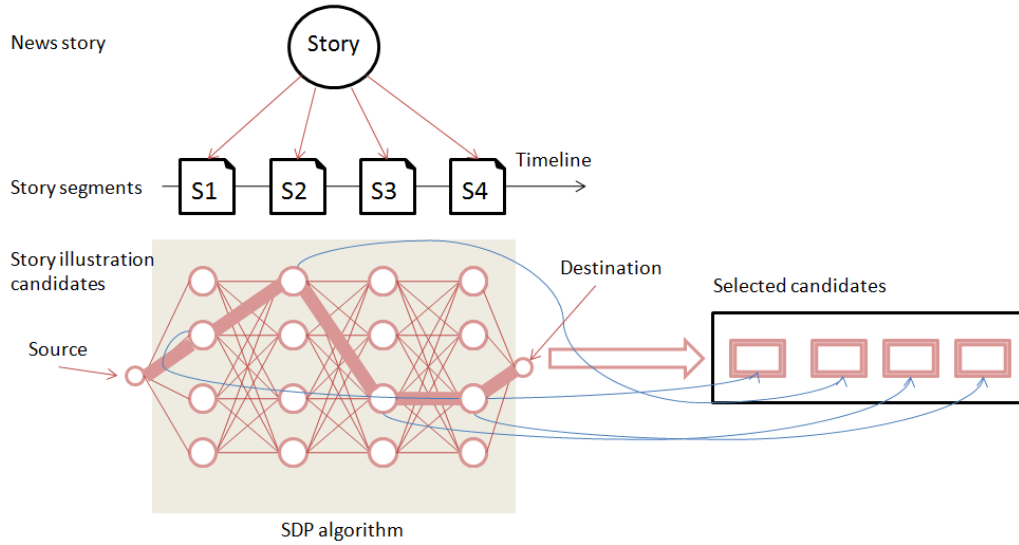 News story
Story
Timeline
Story segments
S1
S2
S3
S4
Story illustration
candidates
Destination
Selected candidates
Source
SDP algorithm